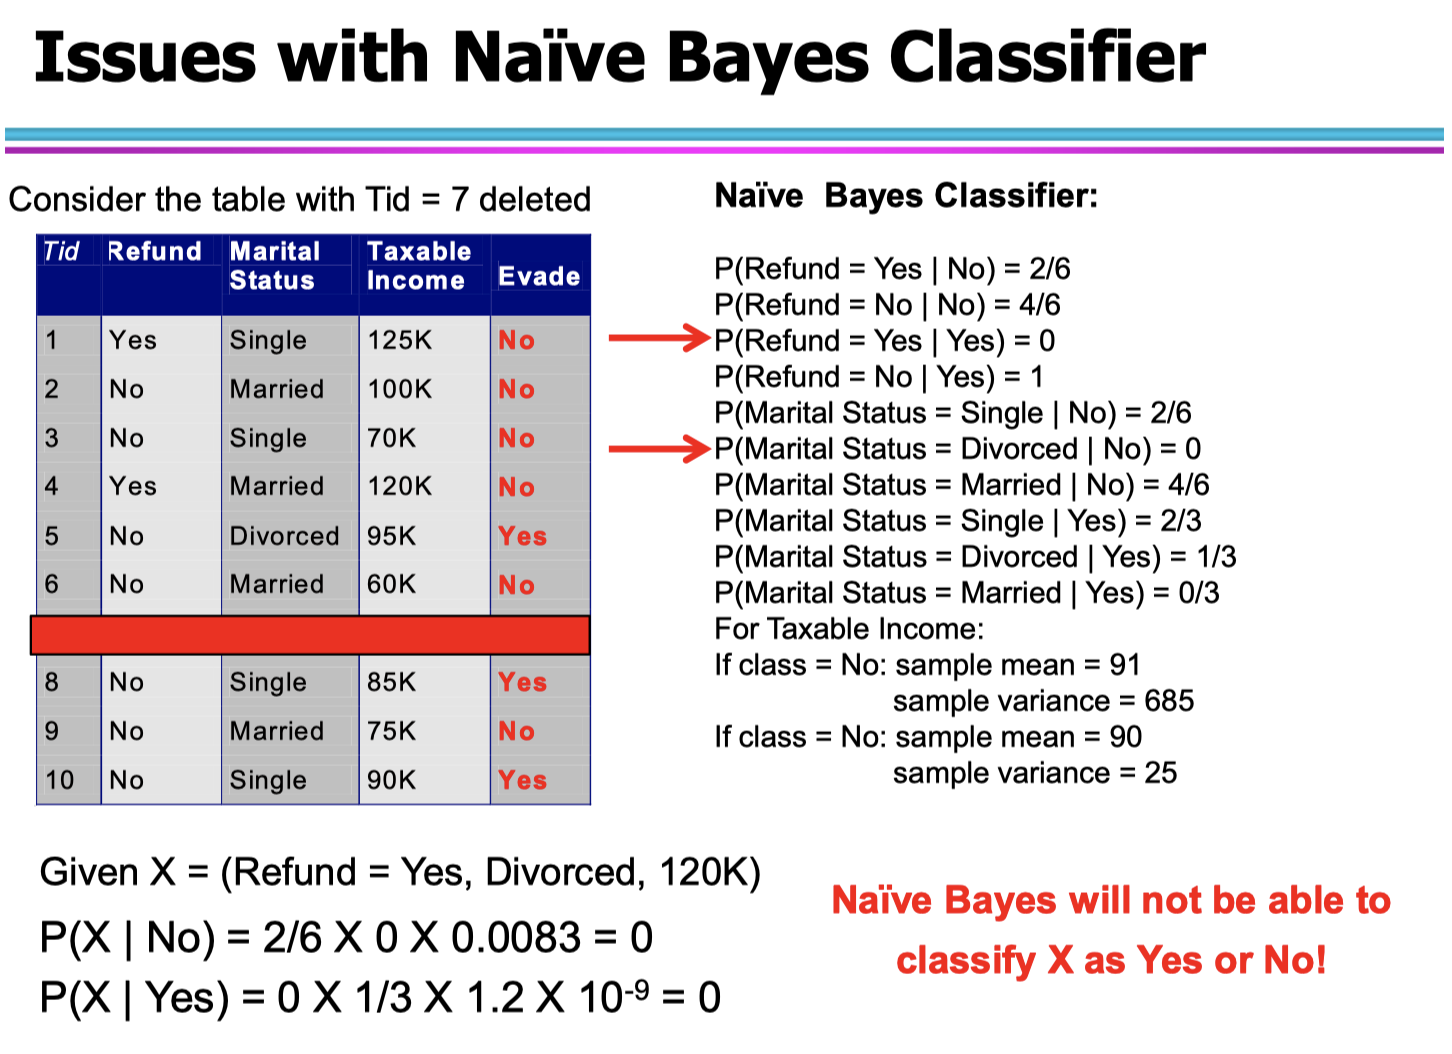 Issues with Naïve Bayes Classifier
Consider the table with Tid = 7 deleted
Tid Refund Marital Status Taxable Income Evade
1 Yes Single 125K No
2 No Married 100K No
3 No Single 70K No
4 Yes Married 120K No
5 No Divorced 95K Yes
6 No Married 60K No
8 No Single 85K Yes
9 No Married 75K No
10 No Single 90K Yes
Naïve Bayes Classifier:
P(Refund = Yes | No) = 2/6
P(Refund = No | No) = 4/6
P(Refund = Yes | Yes) = 0
P(Refund = No | Yes) = 1
P(Marital Status = Single | No) = 2/6
P(Marital Status = Divorced | No) = 0
P(Marital Status = Married | No) = 4/6
P(Marital Status = Single | Yes) = 2/3
P(Marital Status = Divorced | Yes) = 1/3
P(Marital Status = Married | Yes) = 0/3
For Taxable Income:
If class = No: sample mean = 91
sample variance = 685
If class = No: sample mean = 90
sample variance = 25
Given X = (Refund = Yes, Divorced, 120K)
P(X | No) = 2/6 X 0 X 0.0083 = 0
P(X | Yes) = 0 X 1/3 X 1.2 X 10⁻⁹ = 0
Naïve Bayes will not be able to
classify X as Yes or No!